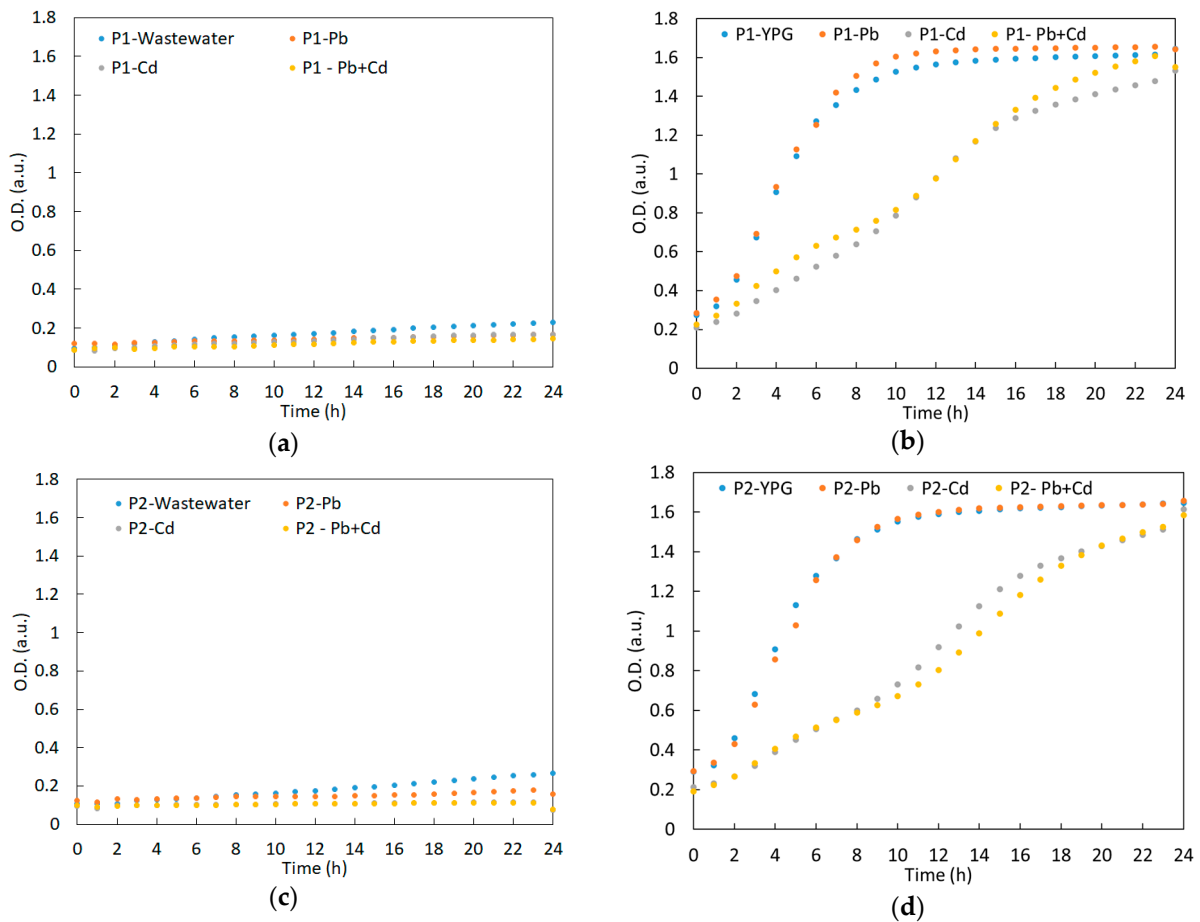 1.8
1.6
1.4
1.2
1
0.8
0.6
0.4
0.2
0
O.D. (a.u.)
P1-Wastewater P1-Pb
P1-Cd P1 - Pb+Cd
0 2 4 6 8 10 12 14 16 18 20 22 24
Time (h)
(a)
1.8
1.6
1.4
1.2
1
0.8
0.6
0.4
0.2
0
O.D. (a.u.)
P1-YPG P1-Pb P1-Cd P1- Pb+Cd
0 2 4 6 8 10 12 14 16 18 20 22 24
Time (h)
(b)
1.8
1.6
1.4
1.2
1
0.8
0.6
0.4
0.2
0
O.D. (a.u.)
P2-Wastewater P2-Pb
P2-Cd P2 - Pb+Cd
0 2 4 6 8 10 12 14 16 18 20 22 24
Time (h)
(c)
1.8
1.6
1.4
1.2
1
0.8
0.6
0.4
0.2
0
O.D. (a.u.)
P2-YPG P2-Pb P2-Cd P2- Pb+Cd
0 2 4 6 8 10 12 14 16 18 20 22 24
Time (h)
(d)